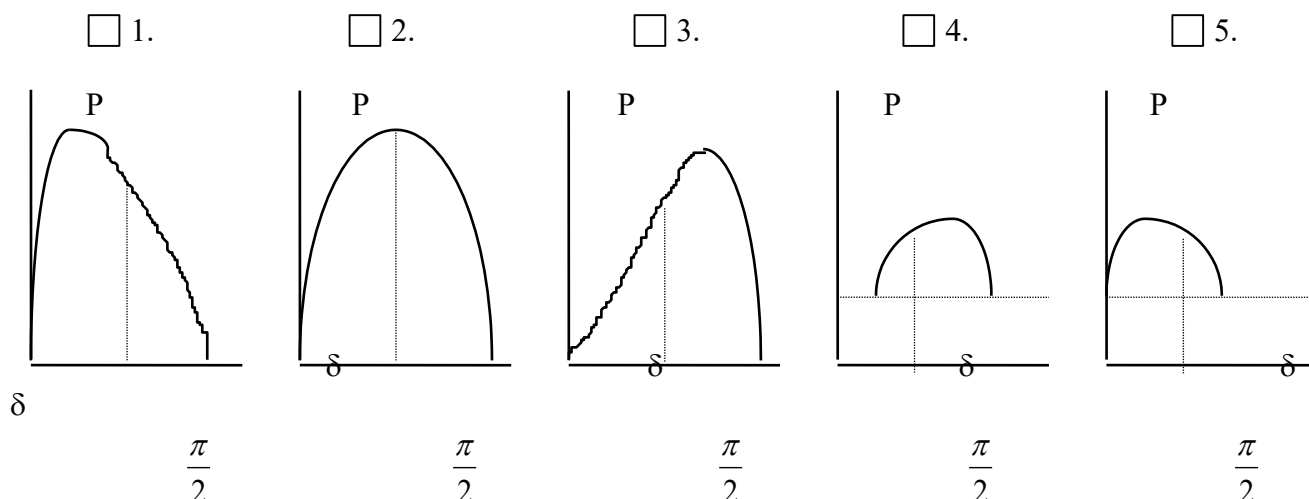 □ 1. □ 2. □ 3. □ 4. □ 5.
P P P P P
δ δ δ δ
δ
π/2 π/2 π/2 π/2 π/2